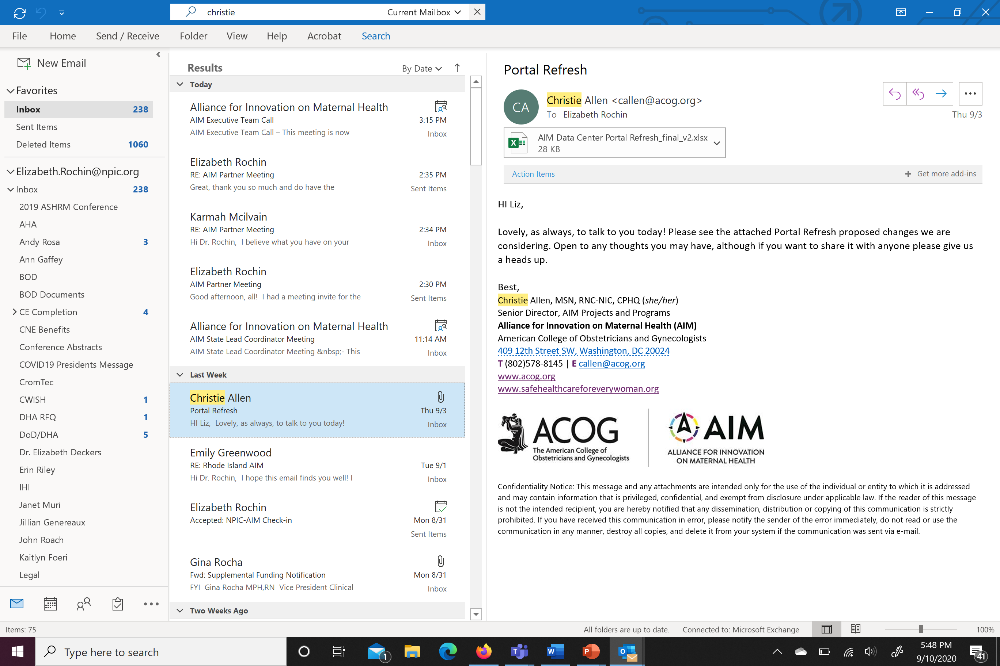 christie
Current Mailbox
File Home Send / Receive Folder View Help Acrobat Search
New Email
Favorites
Inbox 238
Sent Items
Deleted Items 1060
Elizabeth.Rochin@npic.org
Inbox 238
2019 ASHRM Conference
AHA
Andy Rosa 3
Ann Gaffey
BOD
BOD Documents
CE Completion 4
CNE Benefits
Conference Abstracts
COVID19 Presidents Message
CromTec
CWISH 1
DHA RFQ 1
DoD/DHA 5
Dr. Elizabeth Deckers
Erin Riley
IHI
Janet Muri
Jillian Genereaux
John Roach
Kaitlyn Foeri
Legal
Results By Date
Today
Alliance for Innovation on Maternal Health
AIM Executive Team Call 3:15 PM
AIM Executive Team Call – This meeting is now Inbox
Elizabeth Rochin
RE: AIM Partner Meeting 2:35 PM
Great, thank you so much and do have the Sent Items
Karmah Mcilvain
RE: AIM Partner Meeting 2:34 PM
Hi Dr. Rochin, I believe what you have on your Inbox
Elizabeth Rochin
AIM Partner Meeting 2:30 PM
Good afternoon, all! I had a meeting invite for the Sent Items
Alliance for Innovation on Maternal Health
AIM State Lead Coordinator Meeting 11:14 AM
AIM State Lead Coordinator Meeting &nbsp;- This Inbox
Last Week
Christie Allen
Portal Refresh Thu 9/3
HI Liz, Lovely, as always, to talk to you today! Inbox
Emily Greenwood
RE: Rhode Island AIM Tue 9/1
Hi Dr. Rochin, I hope this email finds you well! I Inbox
Elizabeth Rochin
Accepted: NPIC-AIM Check-in Mon 8/31
Sent Items
Gina Rocha
Fwd: Supplemental Funding Notification Mon 8/31
FYI Gina Rocha MPH,RN Vice President Clinical Inbox
Two Weeks Ago
Portal Refresh
CA
Christie Allen <callen@acog.org>
To Elizabeth Rochin
Thu 9/3
AIM Data Center Portal Refresh_final_v2.xlsx
28 KB
Action Items
+ Get more add-ins
HI Liz,
Lovely, as always, to talk to you today! Please see the attached Portal Refresh proposed changes we are
considering. Open to any thoughts you may have, although if you want to share it with anyone please give us
a heads up.
Best,
Christie Allen, MSN, RNC-NIC, CPHQ (she/her)
Senior Director, AIM Projects and Programs
Alliance for Innovation on Maternal Health (AIM)
American College of Obstetricians and Gynecologists
409 12th Street SW, Washington, DC 20024
T (802)578-8145 | E callen@acog.org
www.acog.org
www.safehealthcareforeverywoman.org
ACOG
The American College of
Obstetricians and Gynecologists
AIM
ALLIANCE FOR INNOVATION
ON MATERNAL HEALTH
Confidentiality Notice: This message and any attachments are intended only for the use of the individual or entity to which it is addressed
and may contain information that is privileged, confidential, and exempt from disclosure under applicable law. If the reader of this message
is not the intended recipient, you are hereby notified that any dissemination, distribution or copying of this communication is strictly
prohibited. If you have received this communication in error, please notify the sender of the error immediately, do not read or use the
communication in any manner, destroy all copies, and delete it from your system if the communication was sent via e-mail.
Items: 75
All folders are up to date.
Connected to: Microsoft Exchange
100%
Type here to search
1
5:48 PM
9/10/2020
41